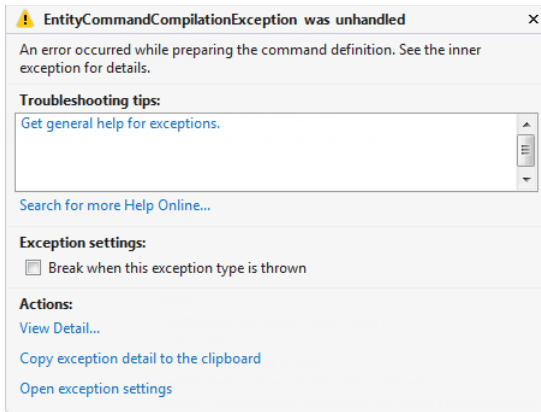 EntityCommandCompilationException was unhandled
An error occurred while preparing the command definition. See the inner
exception for details.
Troubleshooting tips:
Get general help for exceptions.
Search for more Help Online...
Exception settings:
Break when this exception type is thrown
Actions:
View Detail...
Copy exception detail to the clipboard
Open exception settings